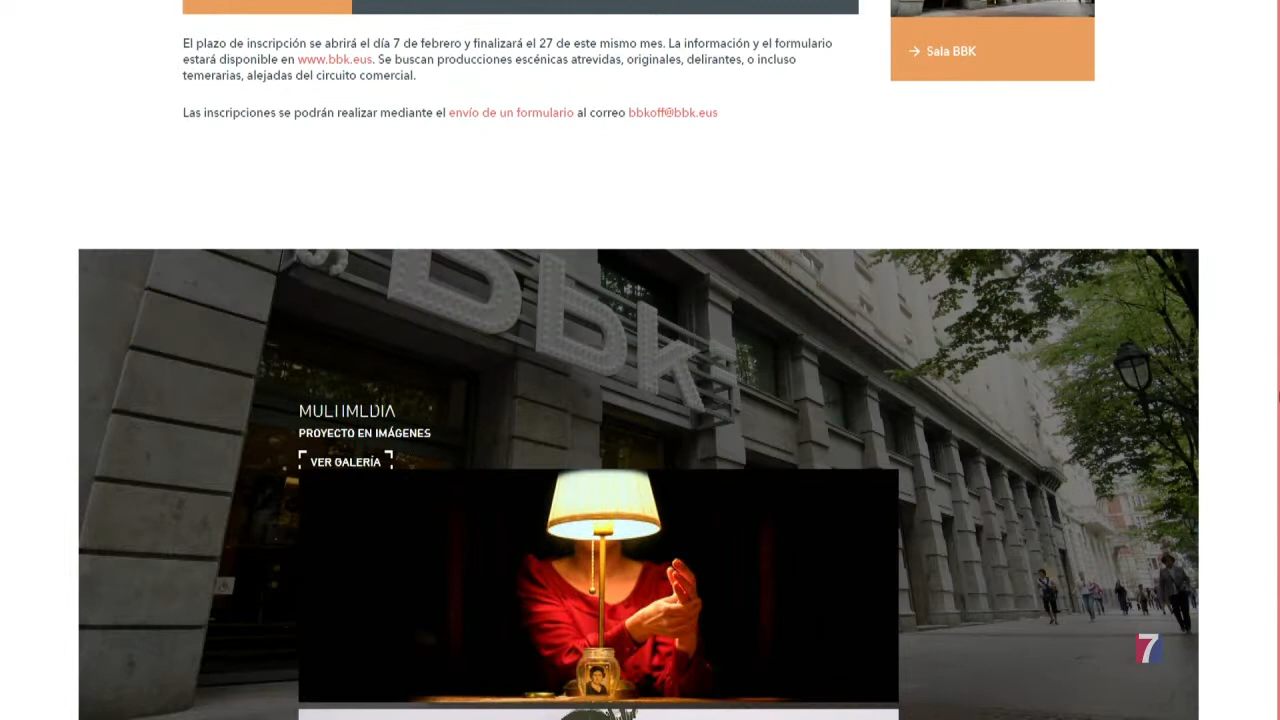 El plazo de inscripción se abrirá el día 7 de febrero y finalizará el 27 de este mismo mes. La información y el formulario
estará disponible en www.bbk.eus. Se buscan producciones escénicas atrevidas, originales, delirantes, o incluso
temerarias, alejadas del circuito comercial.
→ Sala BBK
Las inscripciones se podrán realizar mediante el envío de un formulario al correo bbkoff@bbk.eus
bbk
MULTIMEDIA
PROYECTO EN IMÁGENES
VER GALERÍA
7